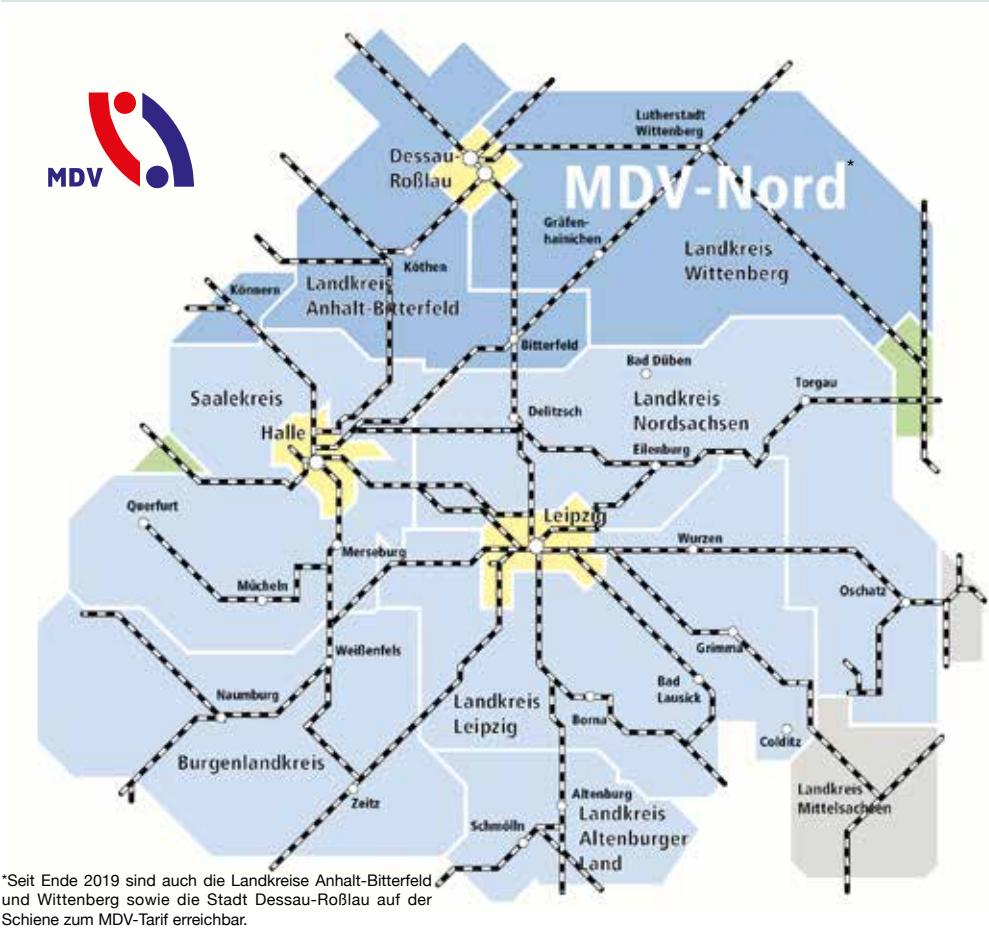 MDV
Lutherstadt
Wittenberg
Dessau-
Roßlau
MDV-Nord*
Gräfen-
hainichen
Landkreis
Wittenberg
Köthen
Landkreis
Anhalt-Bitterfeld
Könnern
Bitterfeld
Bad Düben
Torgau
Saalekreis
Landkreis
Nordsachsen
Delitzsch
Halle
Eilenburg
Querfurt
Leipzig
Wurzen
Merseburg
Mücheln
Oschatz
Grimma
Weißenfels
Bad
Lausick
Naumburg
Landkreis
Leipzig
Borna
Colditz
Burgenlandkreis
Zeitz
Altenburg
Landkreis
Mittelsachsen
Schmölln
Landkreis
Altenburger
Land
*Seit Ende 2019 sind auch die Landkreise Anhalt-Bitterfeld
und Wittenberg sowie die Stadt Dessau-Roßlau auf der
Schiene zum MDV-Tarif erreichbar.